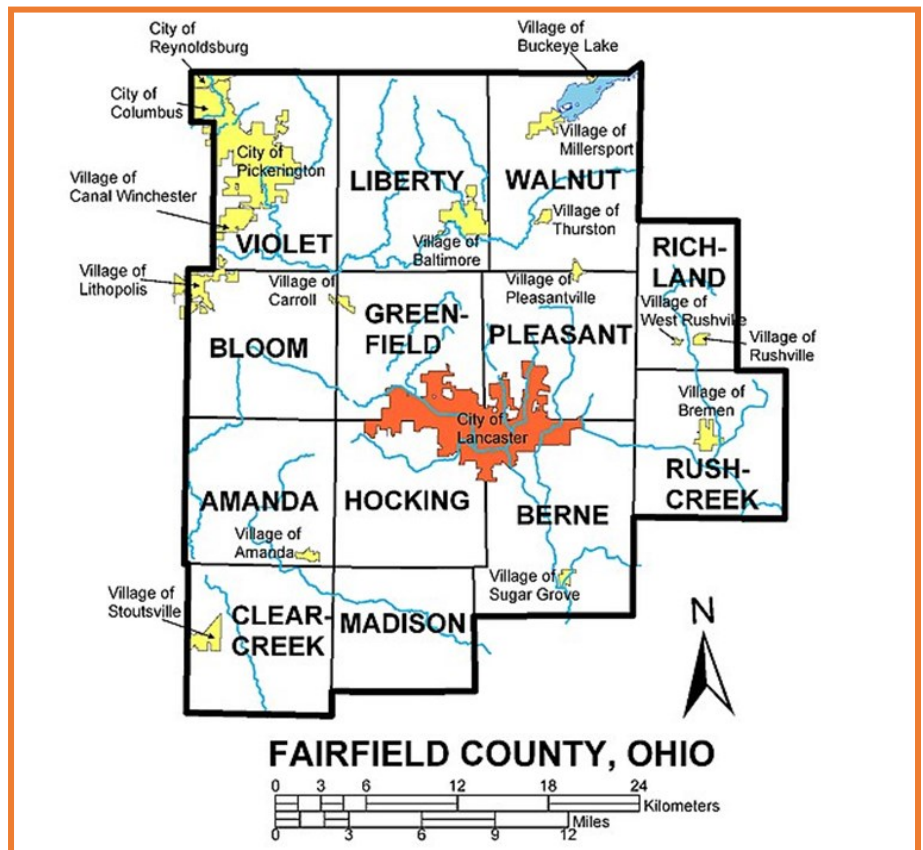 City of
Reynoldsburg
Village of
Buckeye Lake
City of
Columbus
Village of
Millersport
City of
Pickerington
Village of
Canal Winchester
LIBERTY
WALNUT
Village of
Thurston
VIOLET
Village of
Baltimore
RICH-
LAND
Village of
Lithopolis
Village of
Carroll
Village of
Pleasantville
GREEN-
FIELD
PLEASANT
Village of
West Rushville
Village of
Rushville
BLOOM
Village of
Bremen
City of
Lancaster
RUSH-
CREEK
AMANDA
HOCKING
BERNE
Village of
Amanda
Village of
Sugar Grove
Village of
Stoutsville
CLEAR-
CREEK
MADISON
N
FAIRFIELD COUNTY, OHIO
0 3 6 12 18 24
Kilometers
Miles
0 3 6 9 12